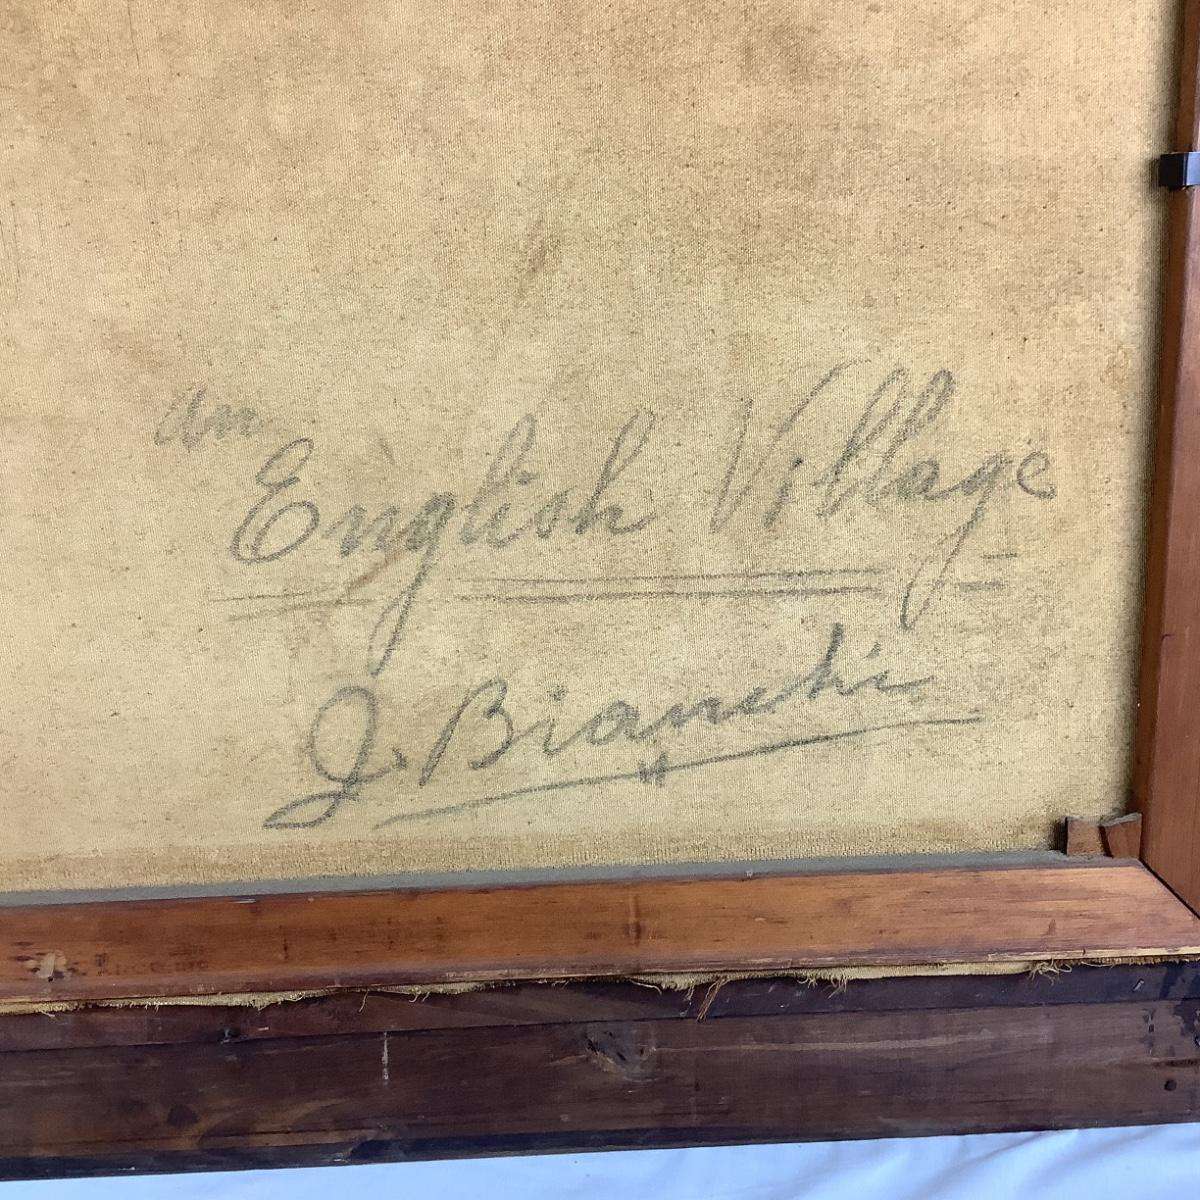 an
English Village
J. Bianchi